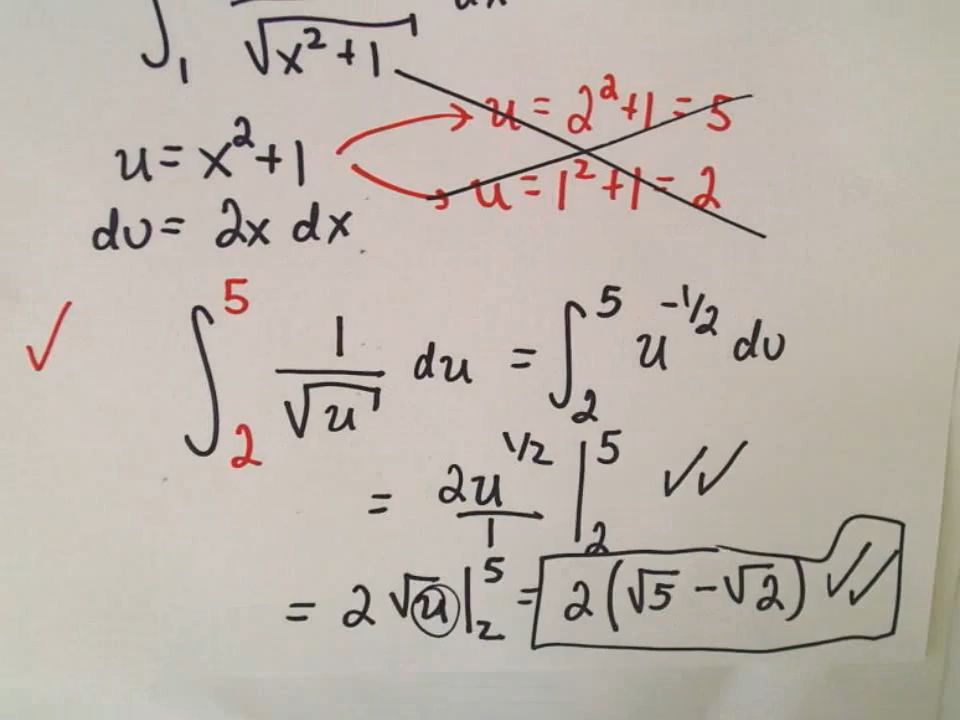 ∫₁ √(x²+1) dx
u = 2²+1 = 5
u = x²+1
u = 1²+1 = 2
du = 2x dx
✓ ∫₂⁵ 1/√u du = ∫₂⁵ u^(-1/2) du
= 2u^(1/2)/1 |₂⁵ ✓✓
= 2√u |₂⁵ = 2(√5 - √2) ✓✓